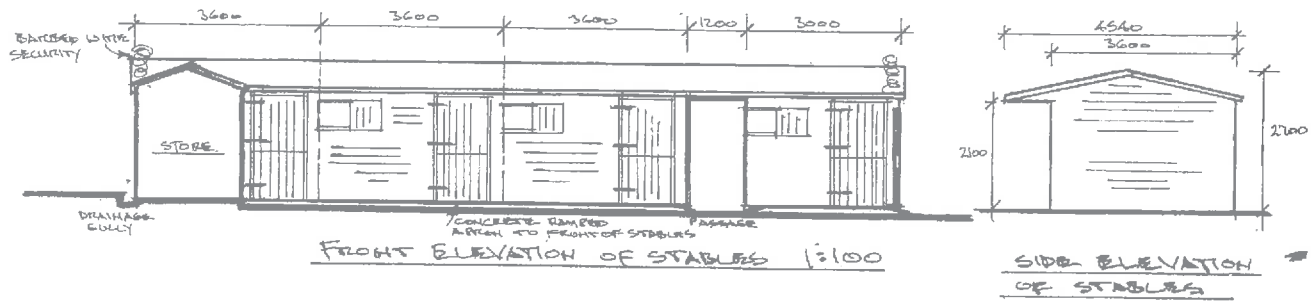 3600
3600
3600
1200
3000
4540
3600
BARBED WIRE
SECURITY
STORE
2100
2700
DRAINAGE
GULLY
CONCRETE RAMPED
APRON TO FRONT OF STABLES
PASSAGE
FRONT ELEVATION OF STABLES 1:100
SIDE ELEVATION
OF STABLES